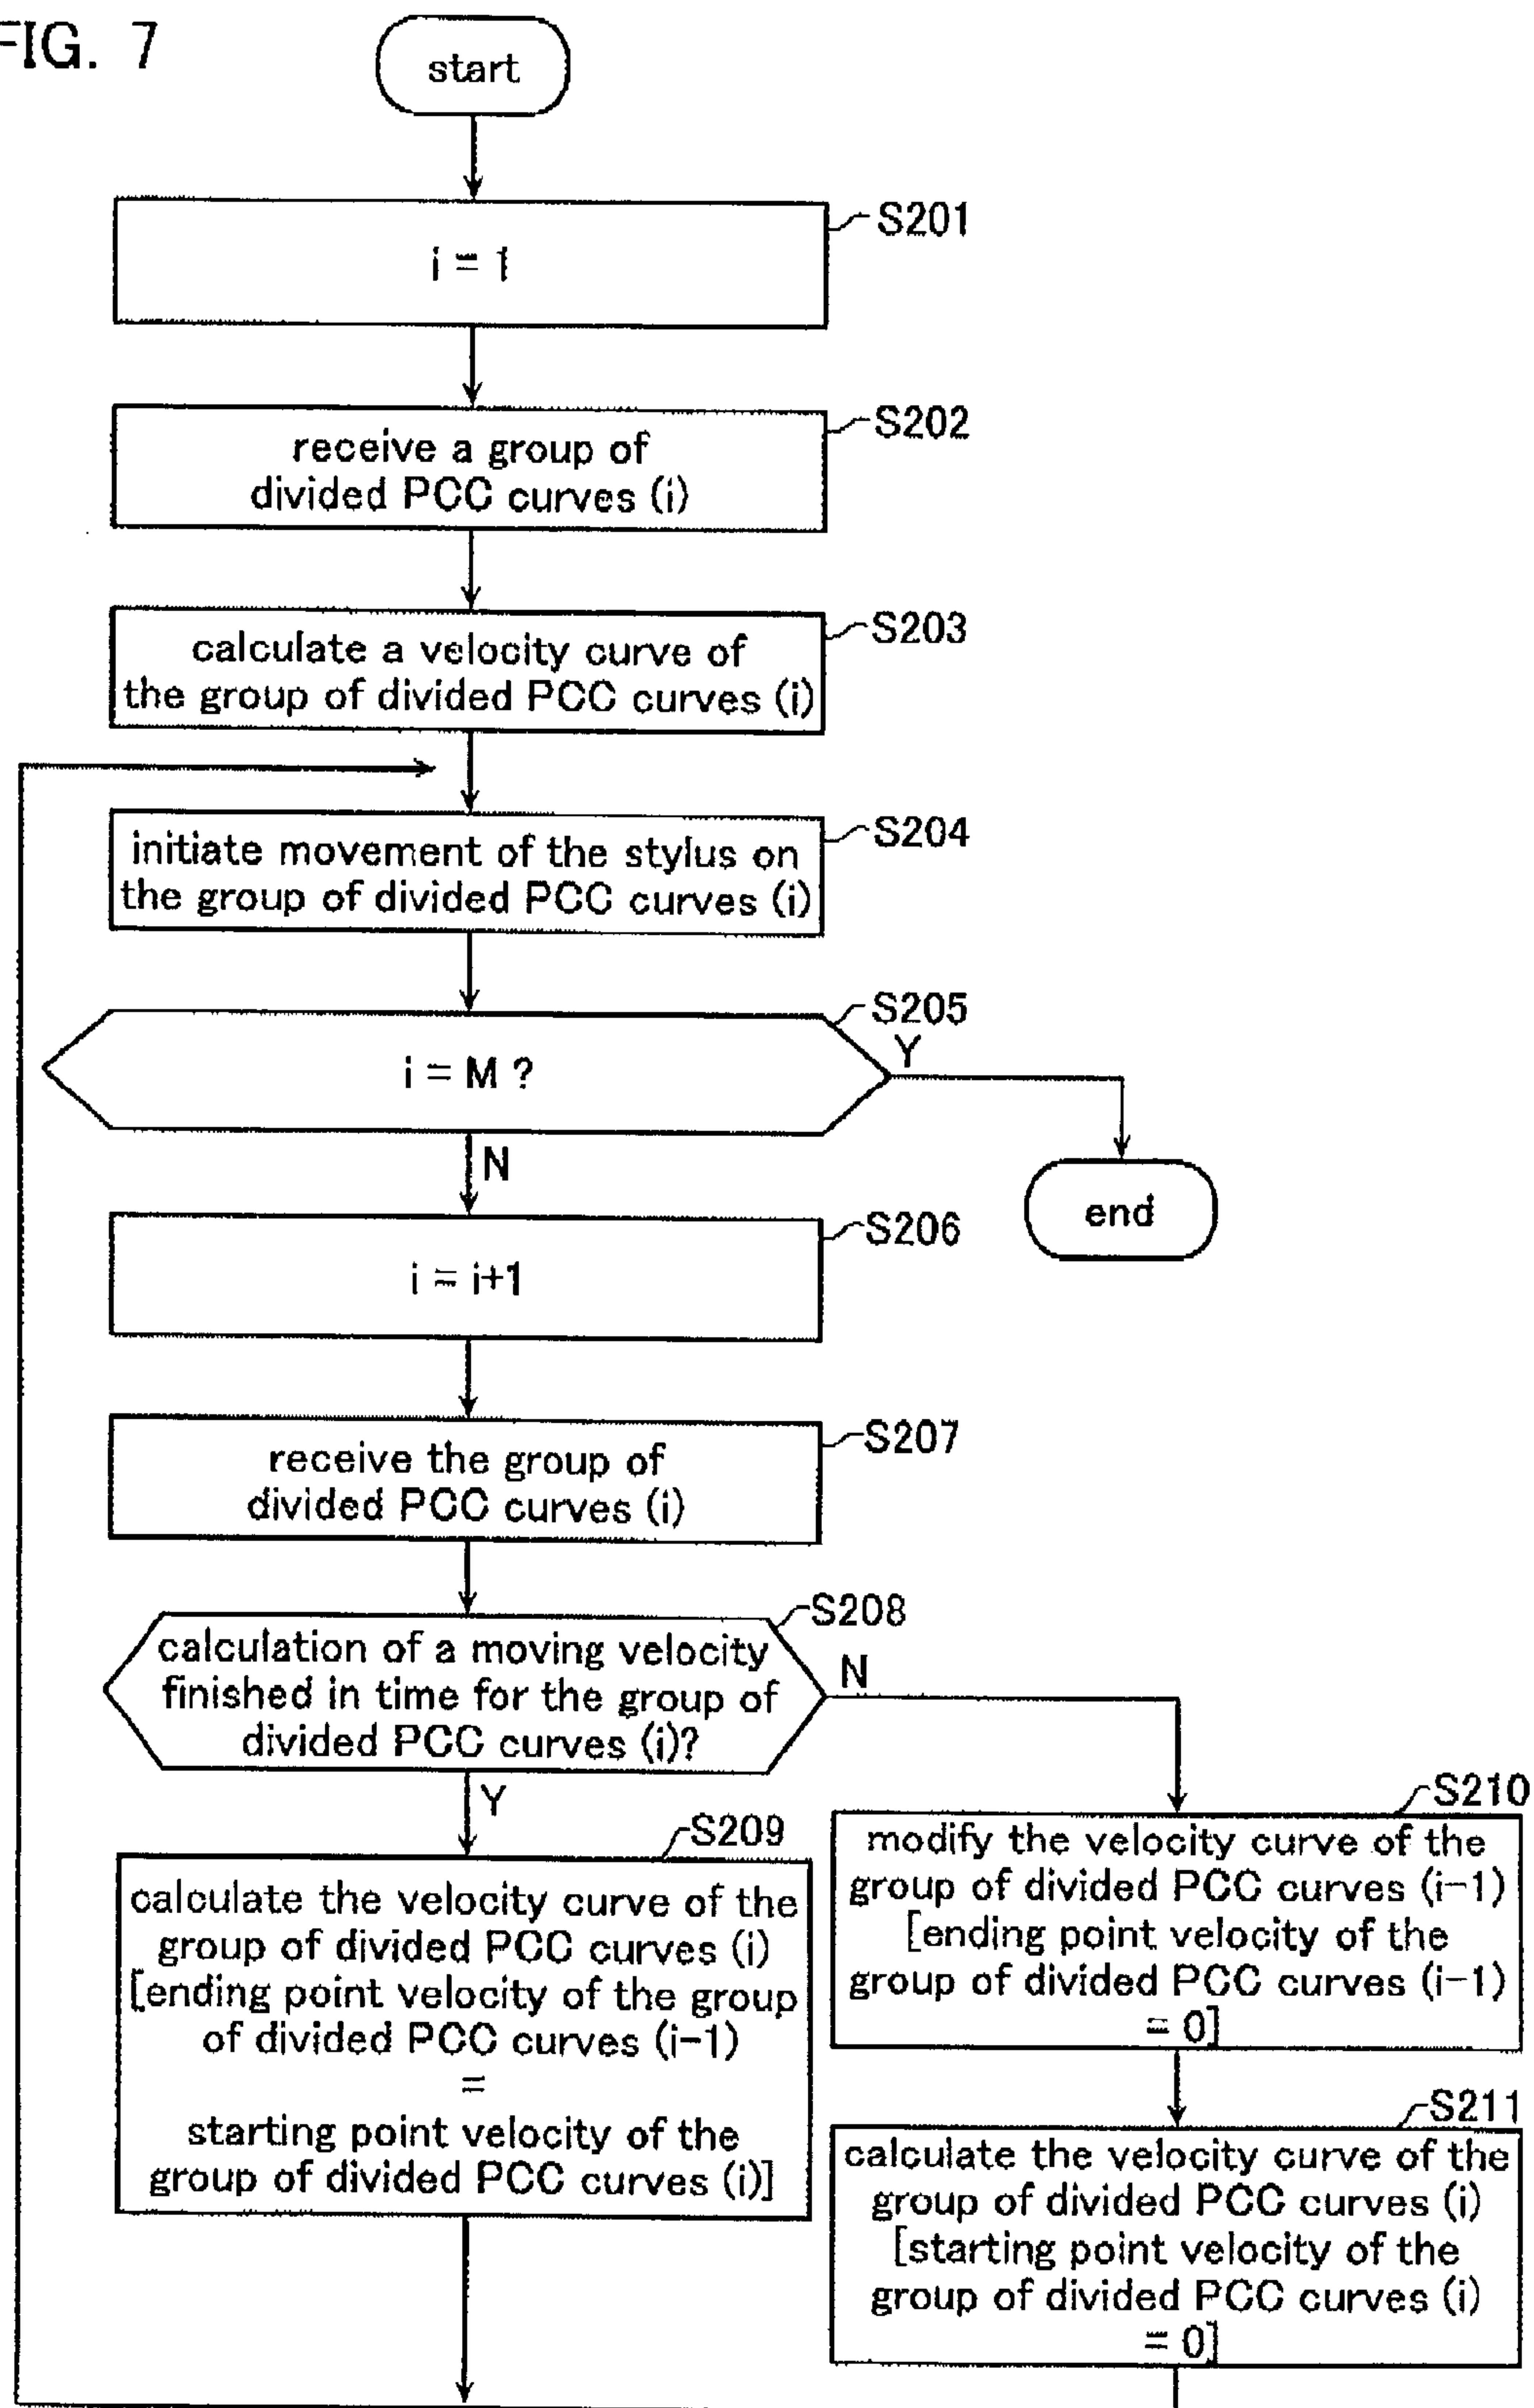 FIG. 7
start
S201
i = 1
S202
receive a group of
divided PCC curves (i)
S203
calculate a velocity curve of
the group of divided PCC curves (i)
S204
initiate movement of the stylus on
the group of divided PCC curves (i)
S205
i = M ?
Y
N
end
S206
i = i+1
S207
receive the group of
divided PCC curves (i)
S208
calculation of a moving velocity
finished in time for the group of
divided PCC curves (i)?
N
Y
S209
calculate the velocity curve of the
group of divided PCC curves (i)
[ending point velocity of the group
of divided PCC curves (i-1)
=
starting point velocity of the
group of divided PCC curves (i)]
S210
modify the velocity curve of the
group of divided PCC curves (i-1)
[ending point velocity of the
group of divided PCC curves (i-1)
= 0]
S211
calculate the velocity curve of the
group of divided PCC curves (i)
[starting point velocity of the
group of divided PCC curves (i)
= 0]